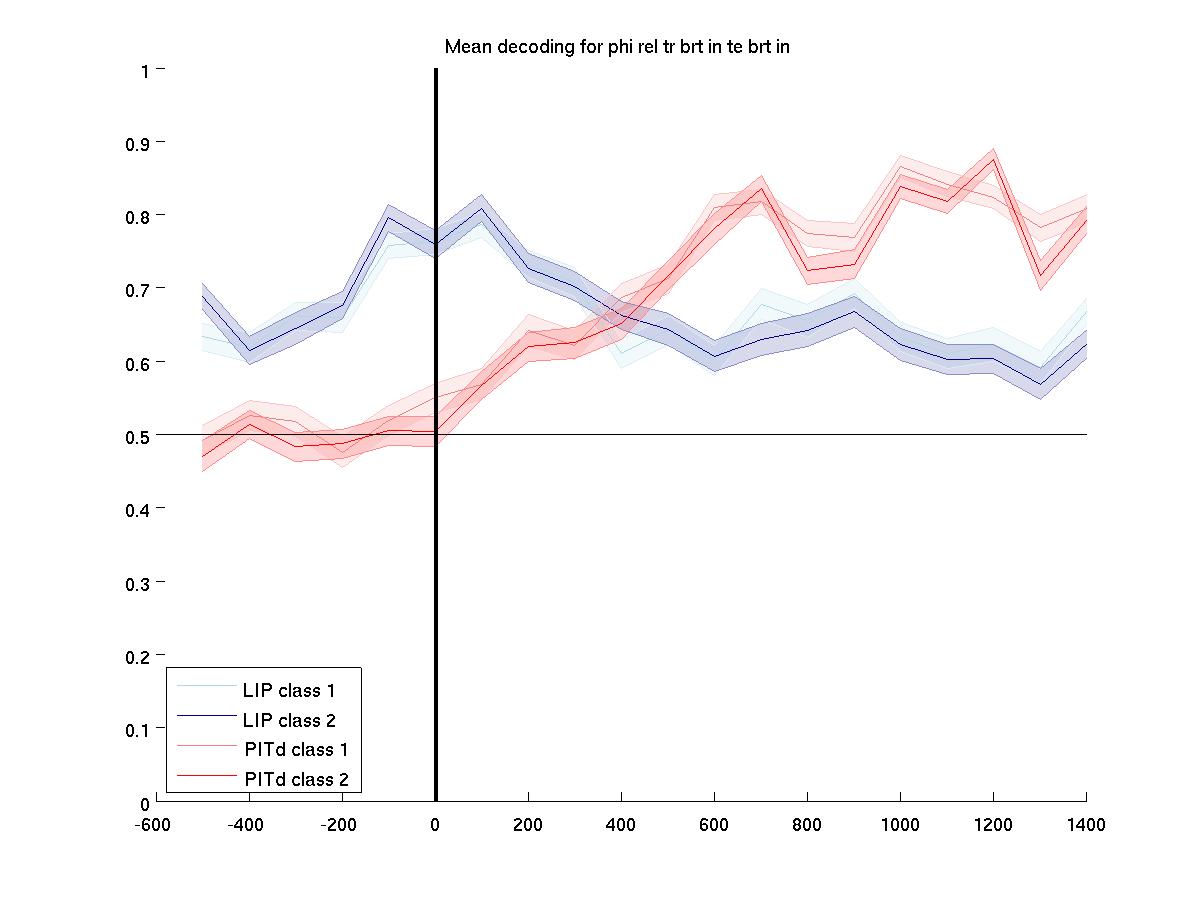 Mean decoding for phi rel tr brt in te brt in
1
0.9
0.8
0.7
0.6
0.5
0.4
0.3
0.2
0.1
0
LIP class 1
LIP class 2
PITd class 1
PITd class 2
-600 -400 -200 0 200 400 600 800 1000 1200 1400